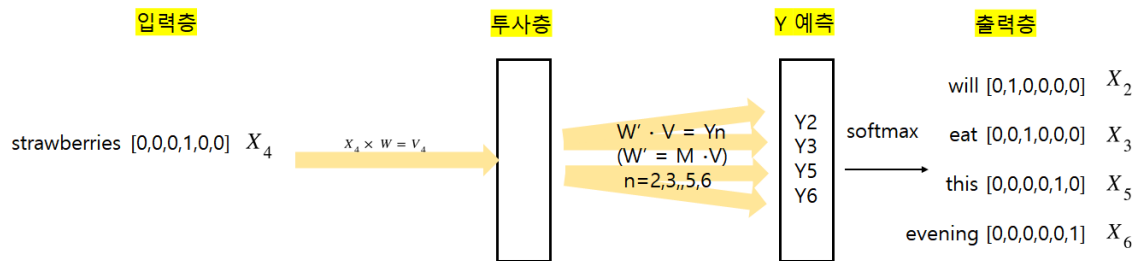 입력층
투사층
Y 예측
출력층
strawberries [0,0,0,1,0,0] X₄
X₄ × W = V₄
W' · V = Yn
(W' = M ·V)
n=2,3,,5,6
Y2
Y3
Y5
Y6
softmax
will [0,1,0,0,0,0] X₂
eat [0,0,1,0,0,0] X₃
this [0,0,0,0,1,0] X₅
evening [0,0,0,0,0,1] X₆